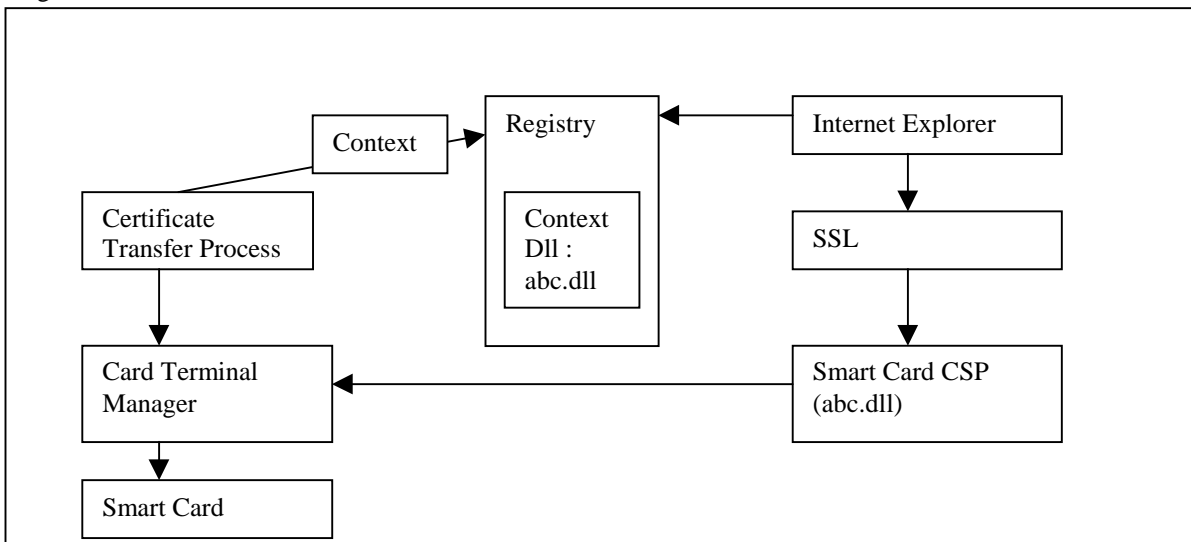 Registry
Internet Explorer
Context
Certificate
Transfer Process
Context
Dll :
abc.dll
SSL
Card Terminal
Manager
Smart Card CSP
(abc.dll)
Smart Card